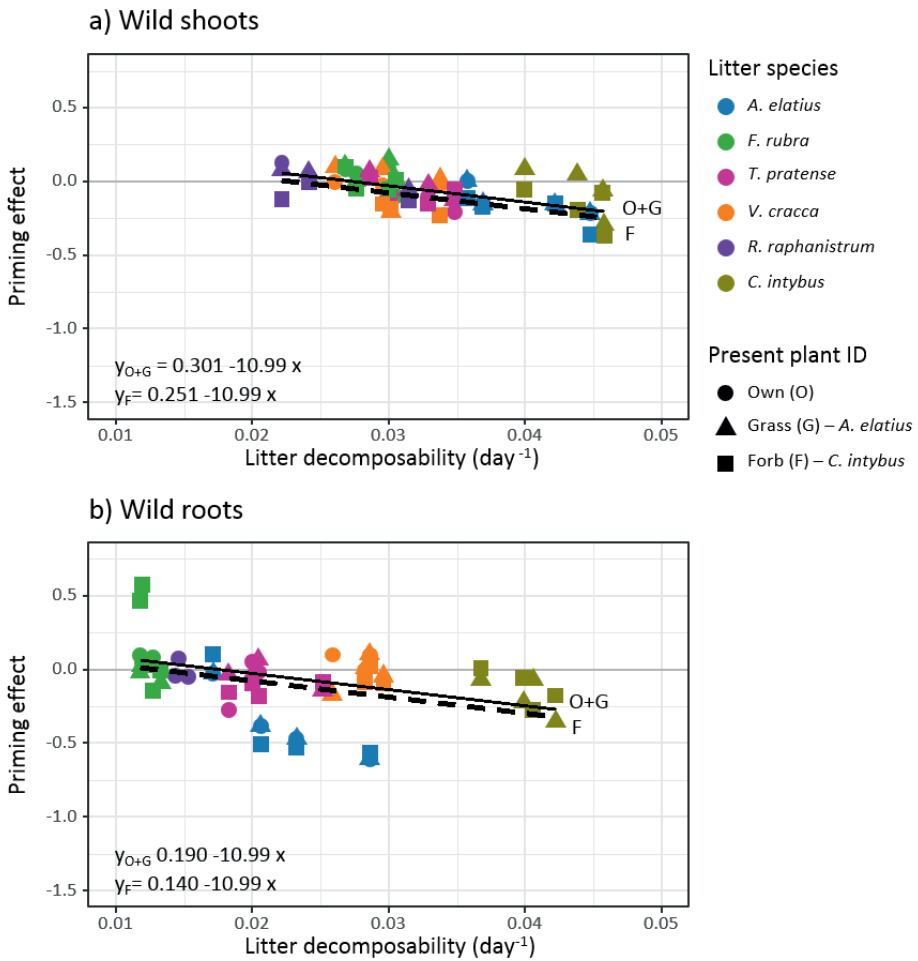 a) Wild shoots
Priming effect
0.5
0.0
-0.5
-1.0
-1.5
O+G
F
yO+G = 0.301 -10.99 x
yF= 0.251 -10.99 x
0.01 0.02 0.03 0.04 0.05
Litter decomposability (day -1)
Litter species
A. elatius
F. rubra
T. pratense
V. cracca
R. raphanistrum
C. intybus
Present plant ID
Own (O)
Grass (G) – A. elatius
Forb (F) – C. intybus
b) Wild roots
Priming effect
0.5
0.0
-0.5
-1.0
-1.5
O+G
F
yO+G 0.190 -10.99 x
yF= 0.140 -10.99 x
0.01 0.02 0.03 0.04 0.05
Litter decomposability (day-1)